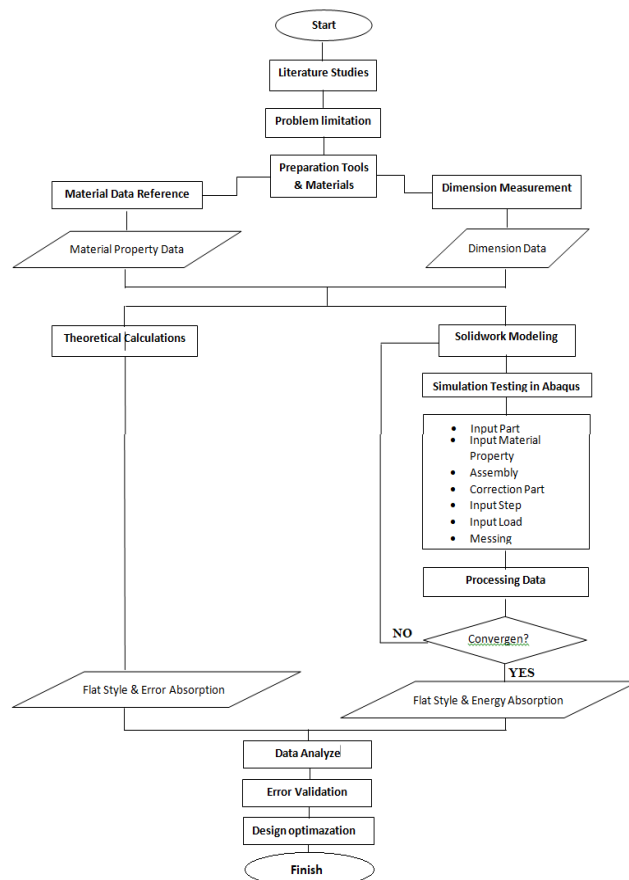 Start
Literature Studies
Problem limitation
Preparation Tools
& Materials
Material Data Reference
Dimension Measurement
Material Property Data
Dimension Data
Theoretical Calculations
Solidwork Modeling
Simulation Testing in Abaqus
• Input Part
• Input Material
Property
• Assembly
• Correction Part
• Input Step
• Input Load
• Messing
Processing Data
NO
Convergen?
YES
Flat Style & Error Absorption
Flat Style & Energy Absorption
Data Analyze
Error Validation
Design optimazation
Finish